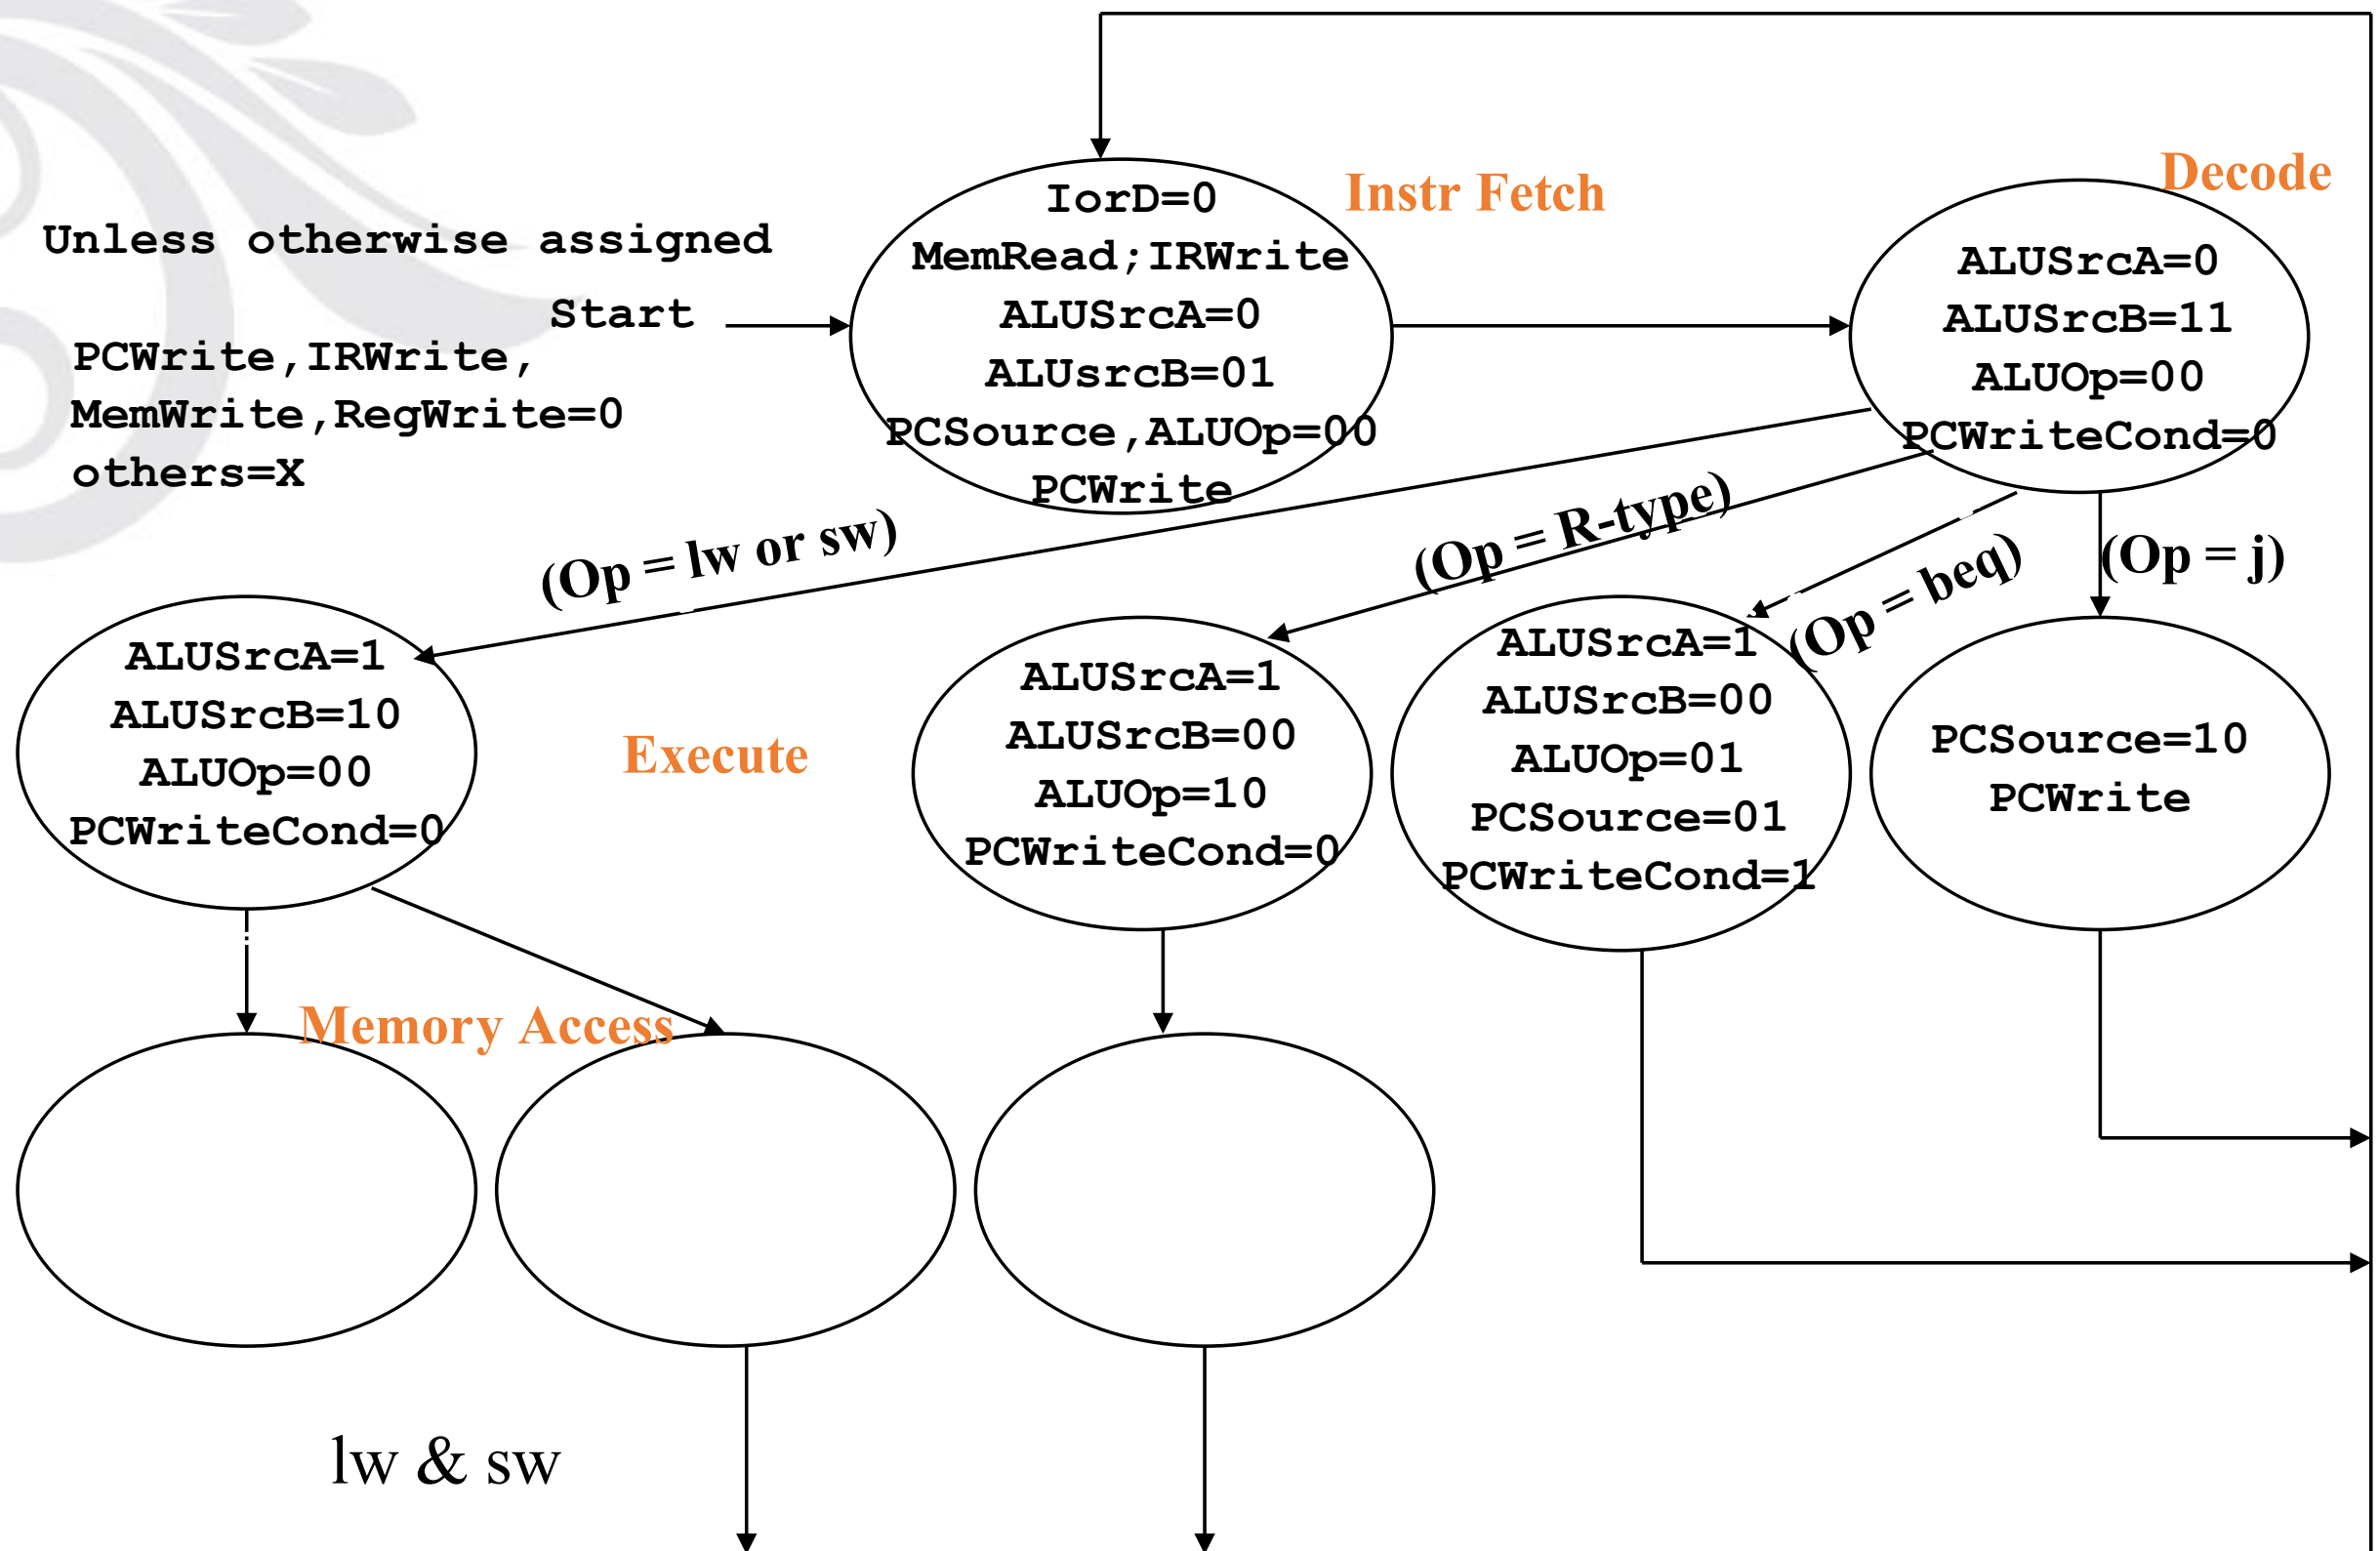 Instr Fetch
Decode
Unless otherwise assigned
Start
PCWrite,IRWrite,
MemWrite,RegWrite=0
others=X
IorD=0
MemRead;IRWrite
ALUSrcA=0
ALUsrcB=01
PCSource,ALUOp=00
PCWrite
ALUSrcA=0
ALUSrcB=11
ALUOp=00
PCWriteCond=0
(Op = lw or sw)
(Op = R-type)
(Op = beq)
(Op = j)
ALUSrcA=1
ALUSrcB=10
ALUOp=00
PCWriteCond=0
Execute
ALUSrcA=1
ALUSrcB=00
ALUOp=10
PCWriteCond=0
ALUSrcA=1
ALUSrcB=00
ALUOp=01
PCSource=01
PCWriteCond=1
PCSource=10
PCWrite
Memory Access
lw & sw